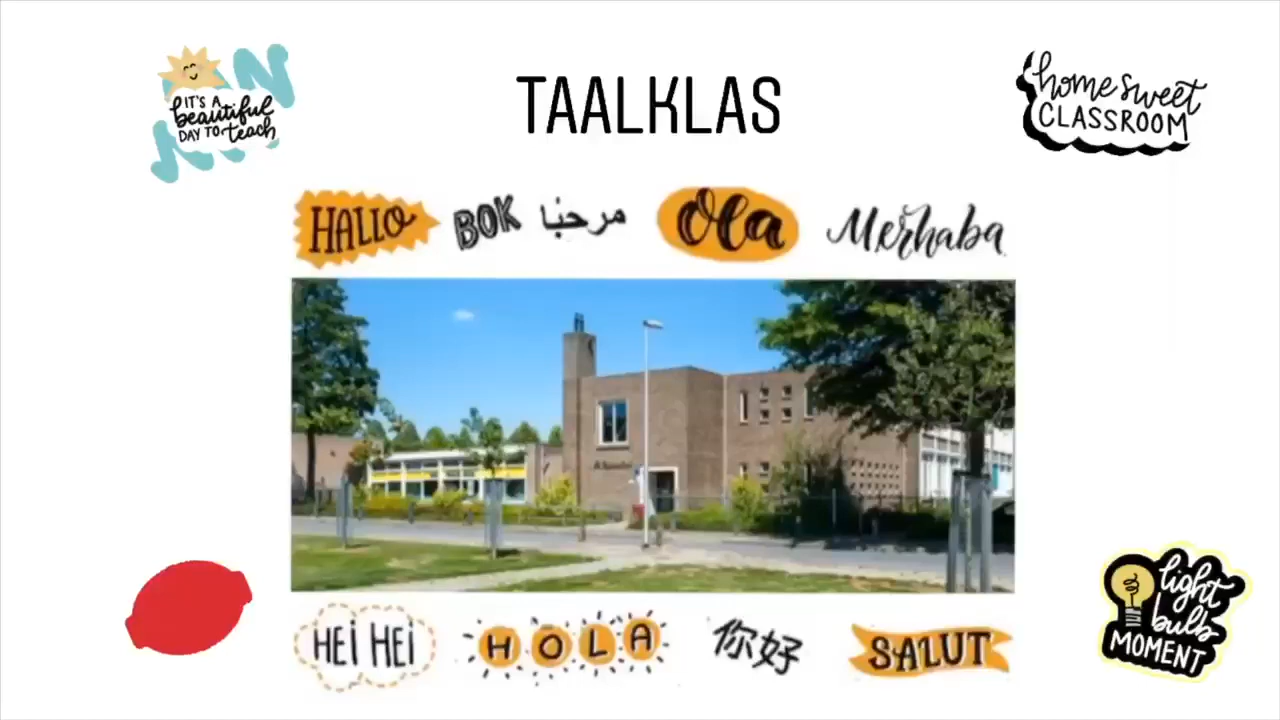 IT'S A
beautiful
DAY TO teach
TAALKLAS
home sweet
CLASSROOM
HALLO
BOK
مرحبا
Ola
Merhaba
HEI HEI
HOLA
你好
SALUT
light
bulb
MOMENT